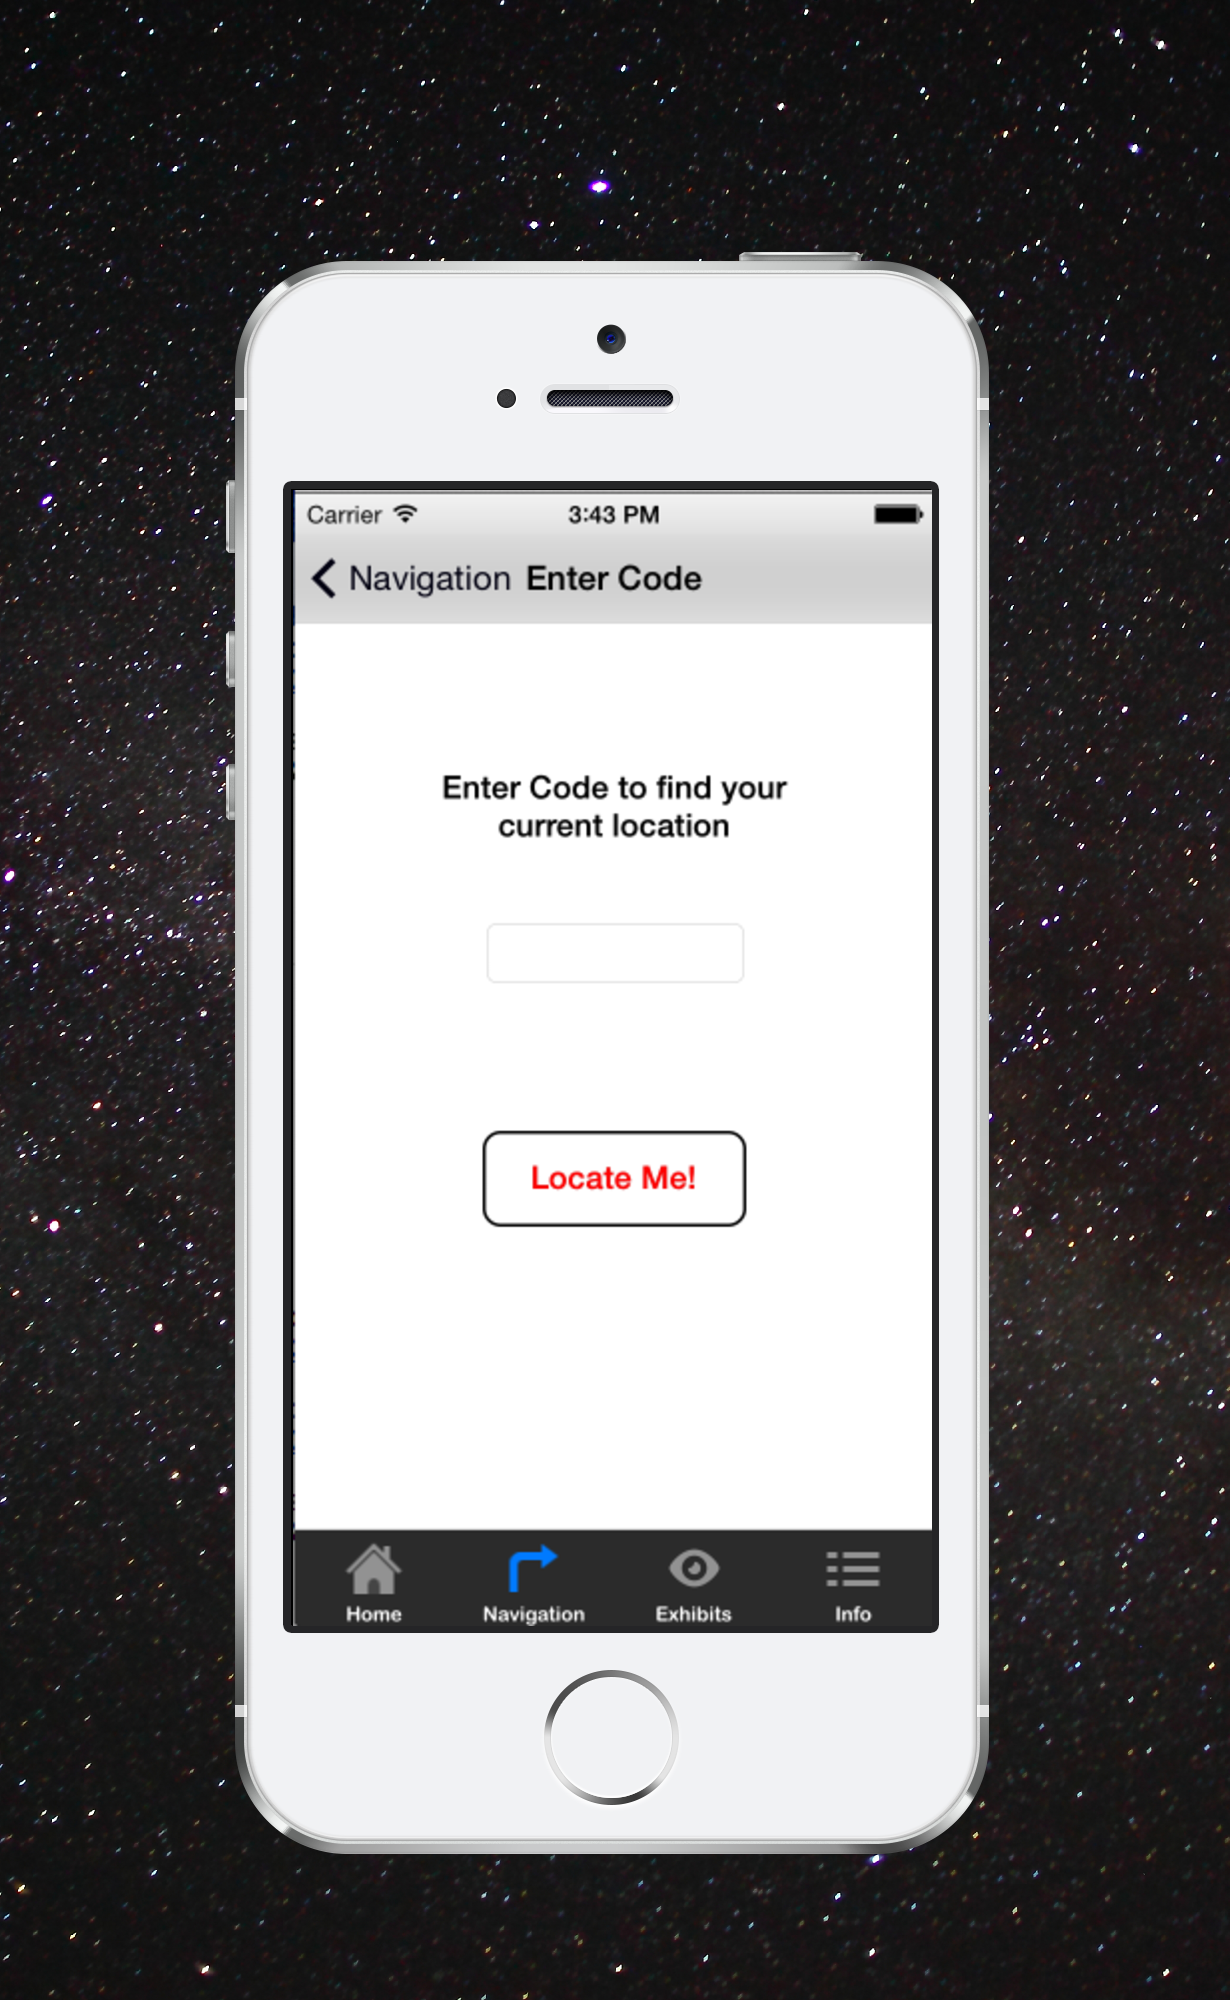 Carrier 3:43 PM
Navigation Enter Code
Enter Code to find your
current location
Locate Me!
Home Navigation Exhibits Info